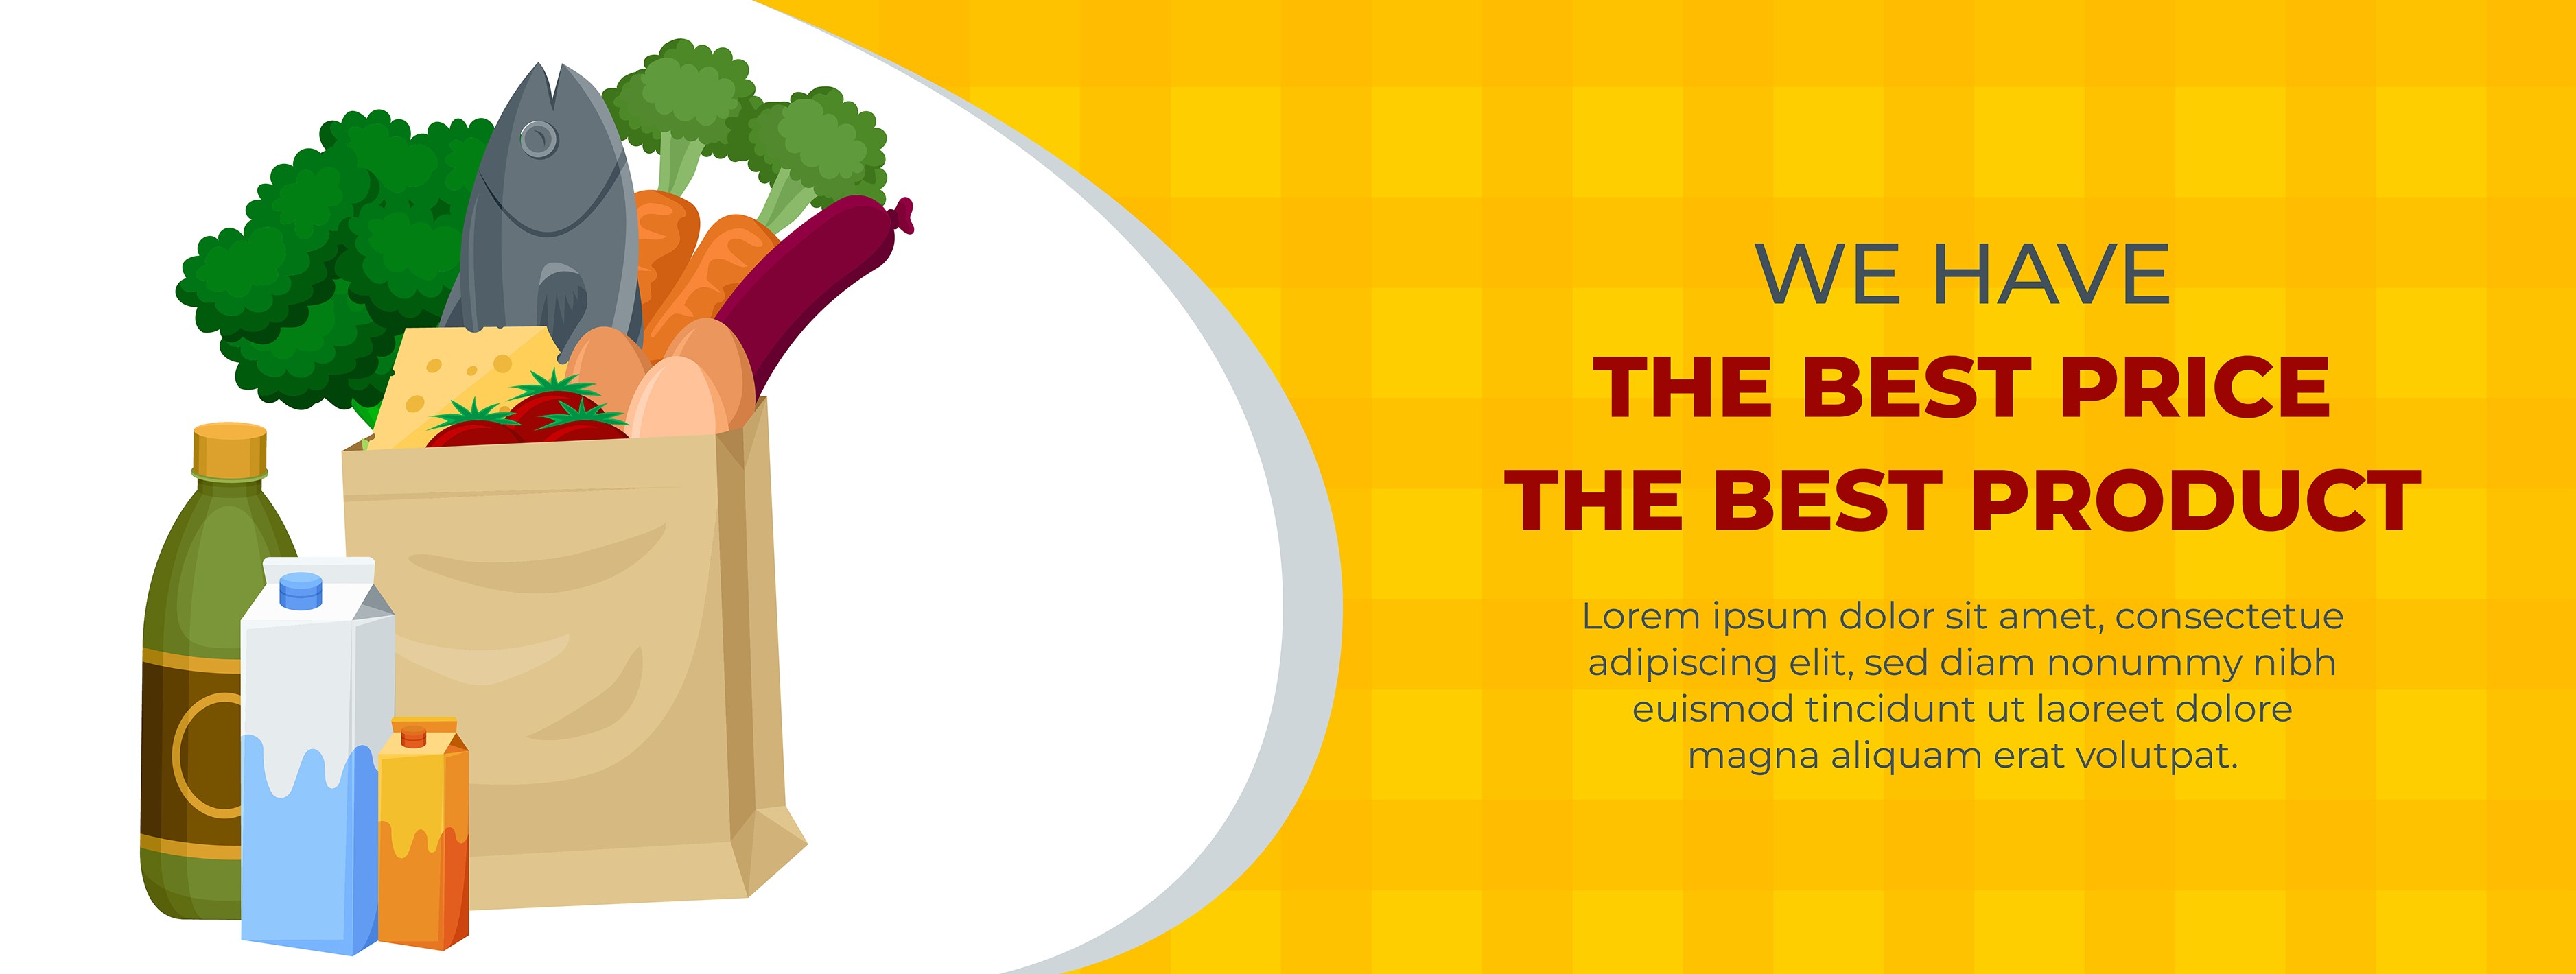 WE HAVE
THE BEST PRICE
THE BEST PRODUCT
Lorem ipsum dolor sit amet, consectetue
adipiscing elit, sed diam nonummy nibh
euismod tincidunt ut laoreet dolore
magna aliquam erat volutpat.